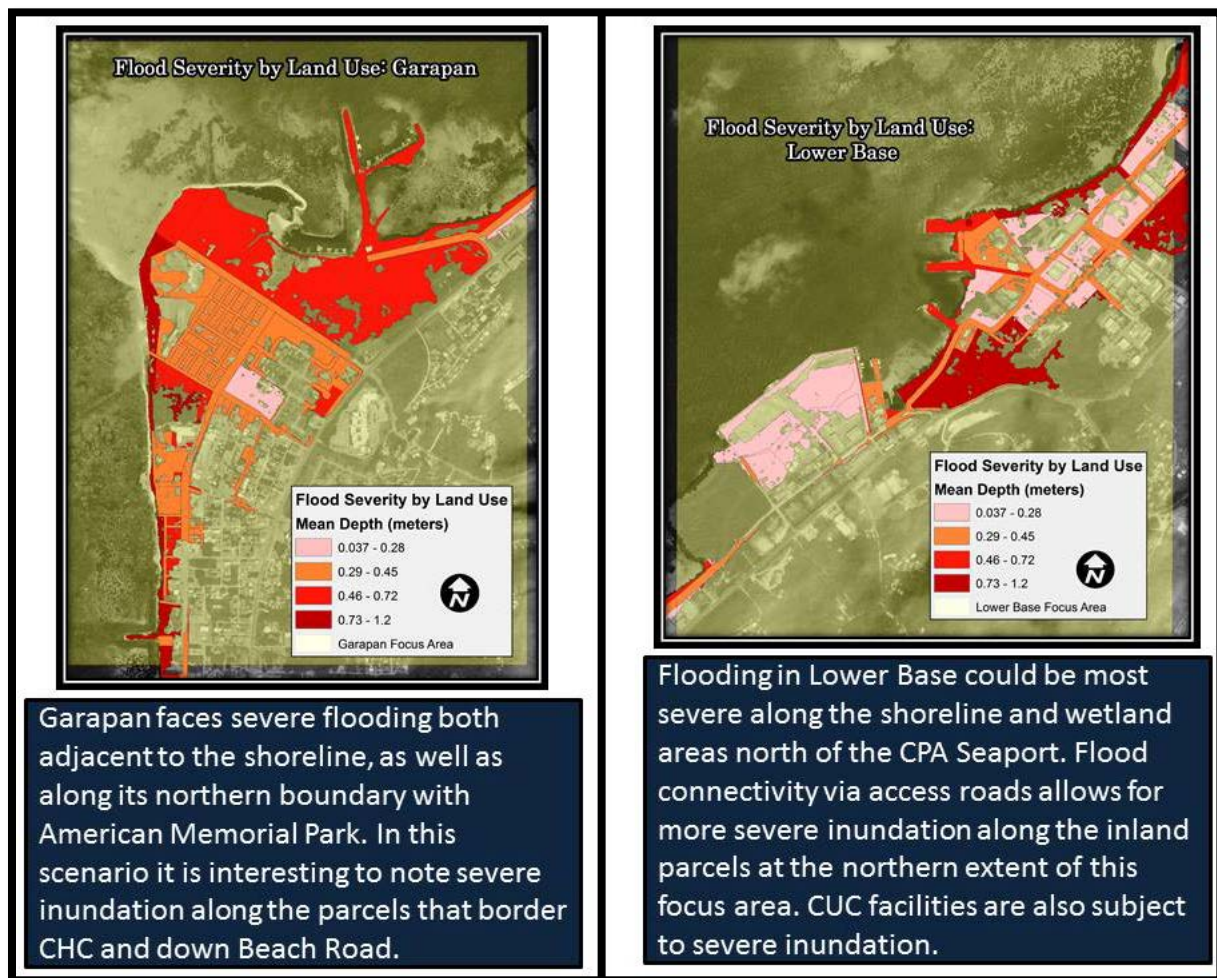 Flood Severity by Land Use: Garapan
Flood Severity by Land Use
Mean Depth (meters)
0.037 - 0.28
0.29 - 0.45
0.46 - 0.72
0.73 - 1.2
Garapan Focus Area
N
Garapan faces severe flooding both
adjacent to the shoreline, as well as
along its northern boundary with
American Memorial Park. In this
scenario it is interesting to note severe
inundation along the parcels that border
CHC and down Beach Road.
Flood Severity by Land Use:
Lower Base
Flood Severity by Land Use
Mean Depth (meters)
0.037 - 0.28
0.29 - 0.45
0.46 - 0.72
0.73 - 1.2
Lower Base Focus Area
N
Flooding in Lower Base could be most
severe along the shoreline and wetland
areas north of the CPA Seaport. Flood
connectivity via access roads allows for
more severe inundation along the inland
parcels at the northern extent of this
focus area. CUC facilities are also subject
to severe inundation.